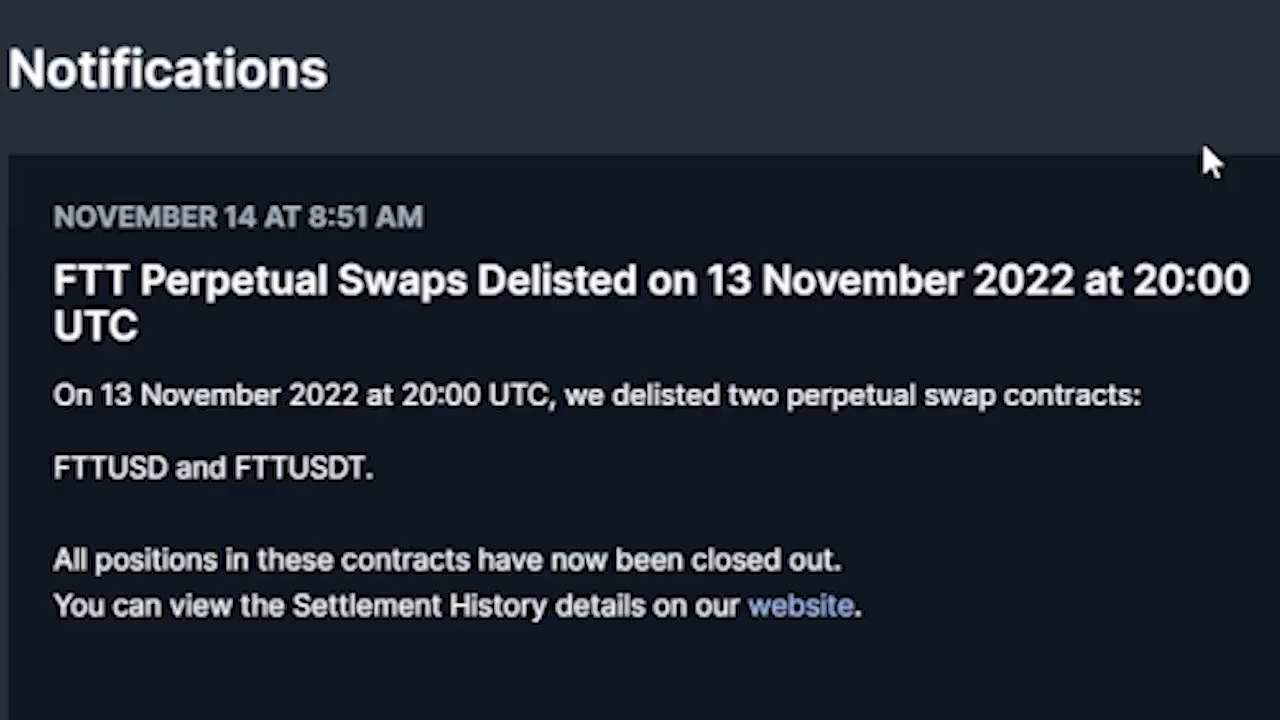 Notifications
NOVEMBER 14 AT 8:51 AM
FTT Perpetual Swaps Delisted on 13 November 2022 at 20:00
UTC
On 13 November 2022 at 20:00 UTC, we delisted two perpetual swap contracts:
FTTUSD and FTTUSDT.
All positions in these contracts have now been closed out.
You can view the Settlement History details on our website.